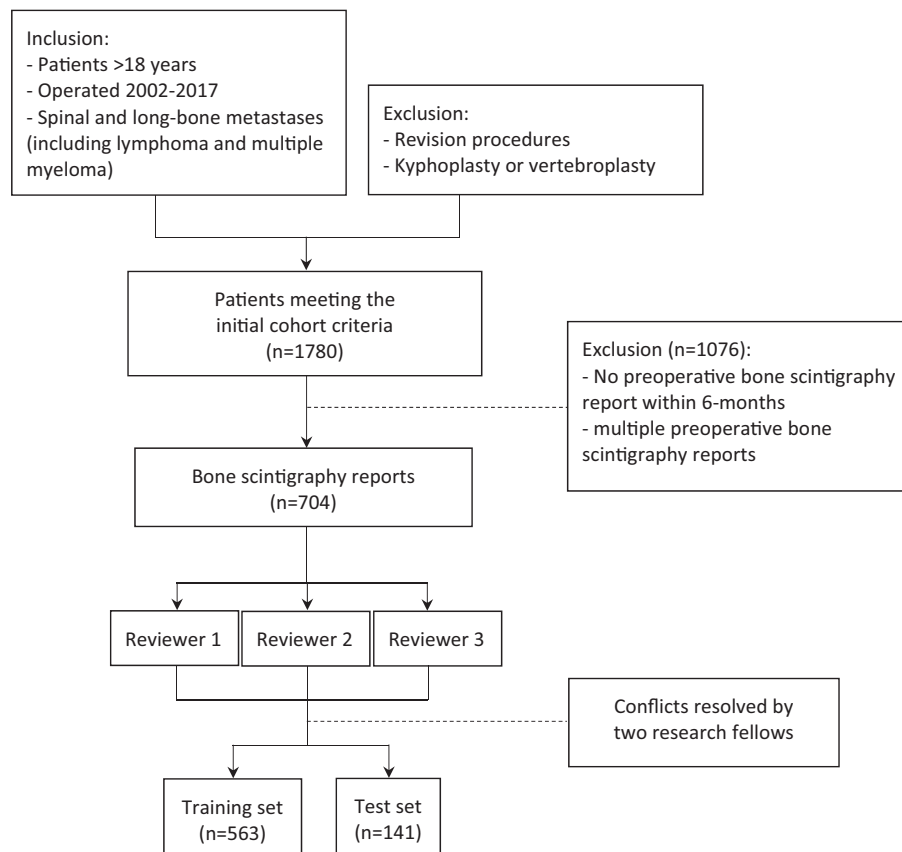 Inclusion:
- Patients >18 years
- Operated 2002-2017
- Spinal and long-bone metastases
(including lymphoma and multiple
myeloma)
Exclusion:
- Revision procedures
- Kyphoplasty or vertebroplasty
Patients meeting the
initial cohort criteria
(n=1780)
Exclusion (n=1076):
- No preoperative bone scintigraphy
report within 6-months
- multiple preoperative bone
scintigraphy reports
Bone scintigraphy reports
(n=704)
Reviewer 1
Reviewer 2
Reviewer 3
Conflicts resolved by
two research fellows
Training set
(n=563)
Test set
(n=141)